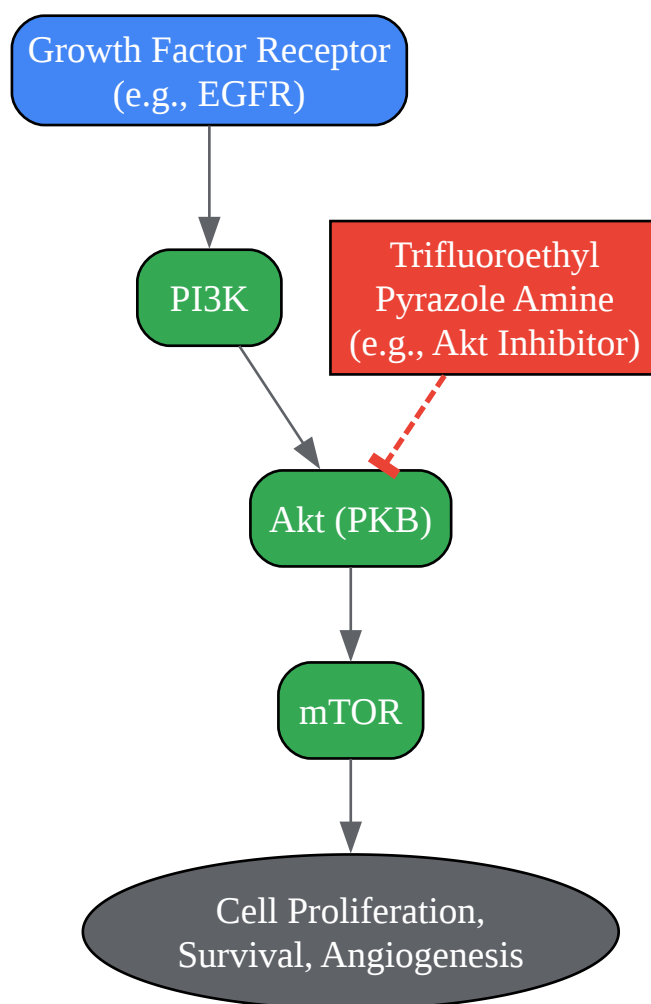 Growth Factor Receptor
(e.g., EGFR)
PI3K
Trifluoroethyl
Pyrazole Amine
(e.g., Akt Inhibitor)
Akt (PKB)
mTOR
Cell Proliferation,
Survival, Angiogenesis